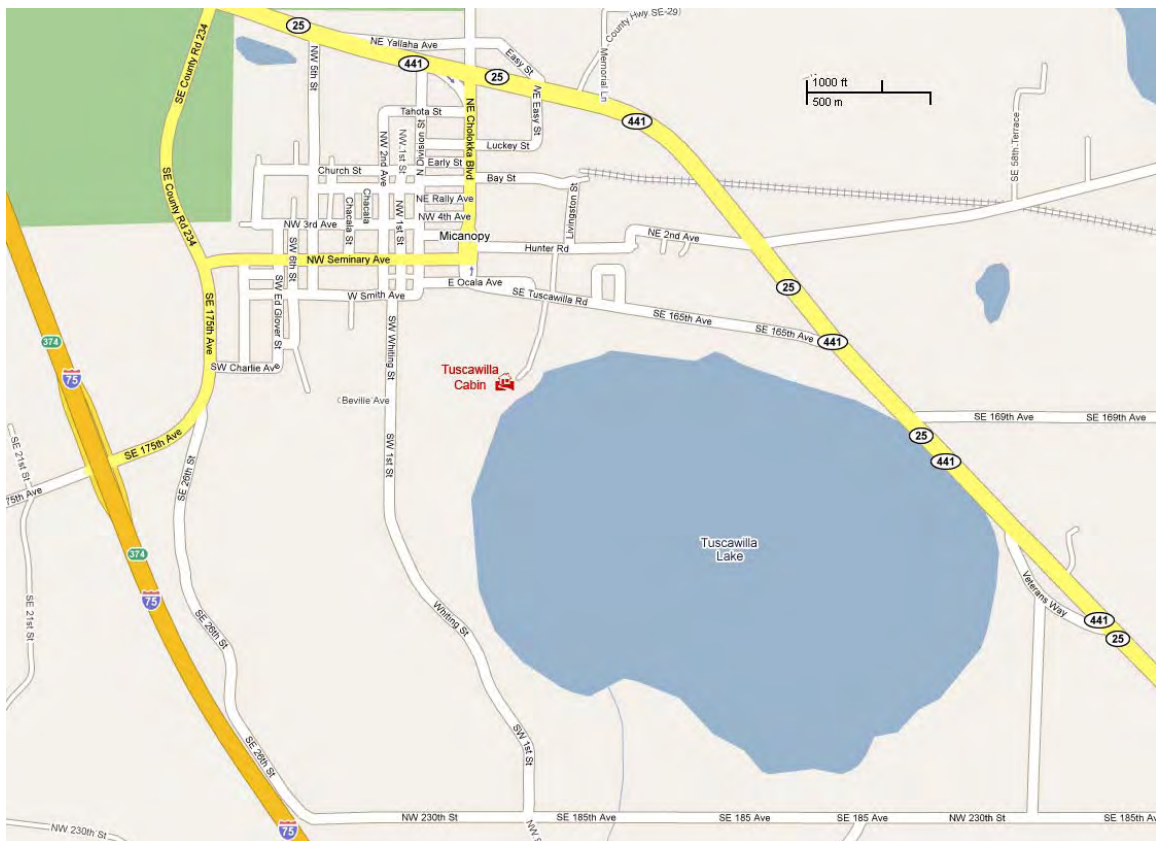 25
County Hwy SE-29
SE County Rd 234
NE Yallaha Ave
Easy St
NW 5th St
441
25
Memorial Ln
1000 ft
500 m
NE Easy St
Tahota St
441
NE Cholokka Blvd
NW 2nd Ave
NW 1st St
N Division St
Luckey St
SE 58th Terrace
Early St
Church St
Bay St
SE County Rd 234
Chacala
NE Rally Ave
Livingston St
Chacala St
NW 1st St
NW 4th Ave
NW 3rd Ave
NE 2nd Ave
Micanopy
Hunter Rd
SW 6th St
NW Seminary Ave
E Ocala Ave
25
W Smith Ave
SE Tuscawilla Rd
SW Ed Glover St
SE 165th Ave
SE 165th Ave
441
SE 175th Ave
SW Whiting St
374
75
SW Charlie Av
Tuscawilla
Cabin
Beville Ave
SE 169th Ave
SE 169th Ave
SE 21st St
SE 175th Ave
25
441
SE 26th St
SW 1st St
75th Ave
Tuscawilla
Lake
374
75
Veterans Way
SE 21st St
SE 26th St
Whiting St
441
25
SW 1st St
SE 26th St
NW 230th St
75
NW 230th St
SE 185th Ave
SE 185 Ave
SE 185 Ave
NW 230th St
SE 185th Av